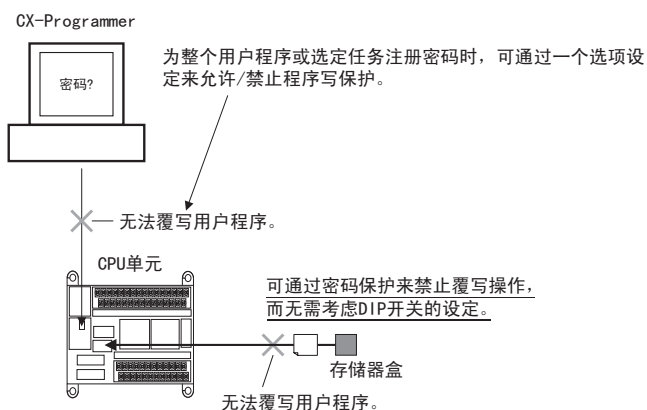 CX-Programmer
为整个用户程序或选定任务注册密码时，可通过一个选项设
定来允许/禁止程序写保护。
密码?
无法覆写用户程序。
CPU单元
可通过密码保护来禁止覆写操作，
而无需考虑DIP开关的设定。
存储器盒
无法覆写用户程序。